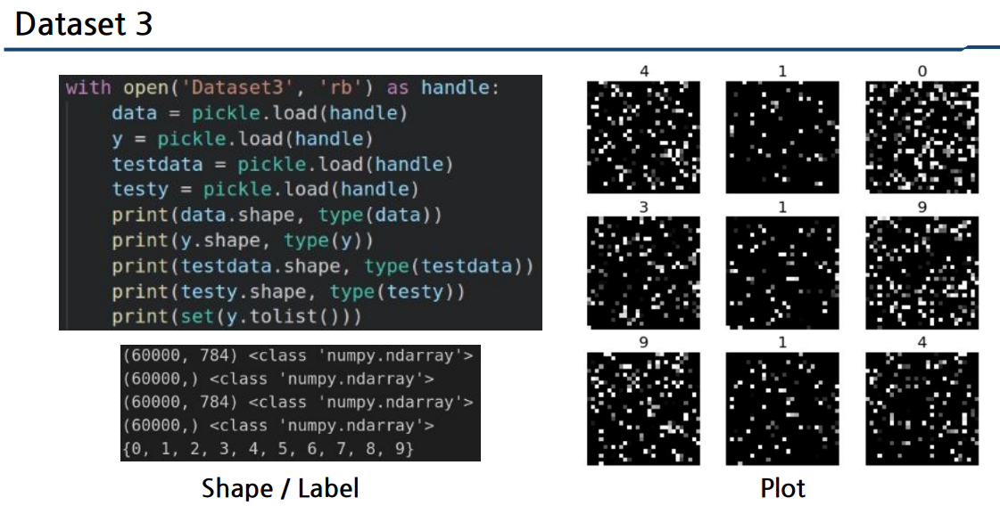 Dataset 3
with open('Dataset3', 'rb') as handle:
data = pickle.load(handle)
y = pickle.load(handle)
testdata = pickle.load(handle)
testy = pickle.load(handle)
print(data.shape, type(data))
print(y.shape, type(y))
print(testdata.shape, type(testdata))
print(testy.shape, type(testy))
print(set(y.tolist()))
(60000, 784) <class 'numpy.ndarray'>
(60000,) <class 'numpy.ndarray'>
(60000, 784) <class 'numpy.ndarray'>
(60000,) <class 'numpy.ndarray'>
{0, 1, 2, 3, 4, 5, 6, 7, 8, 9}
Shape / Label
4 1 0
3 1 9
9 1 4
Plot